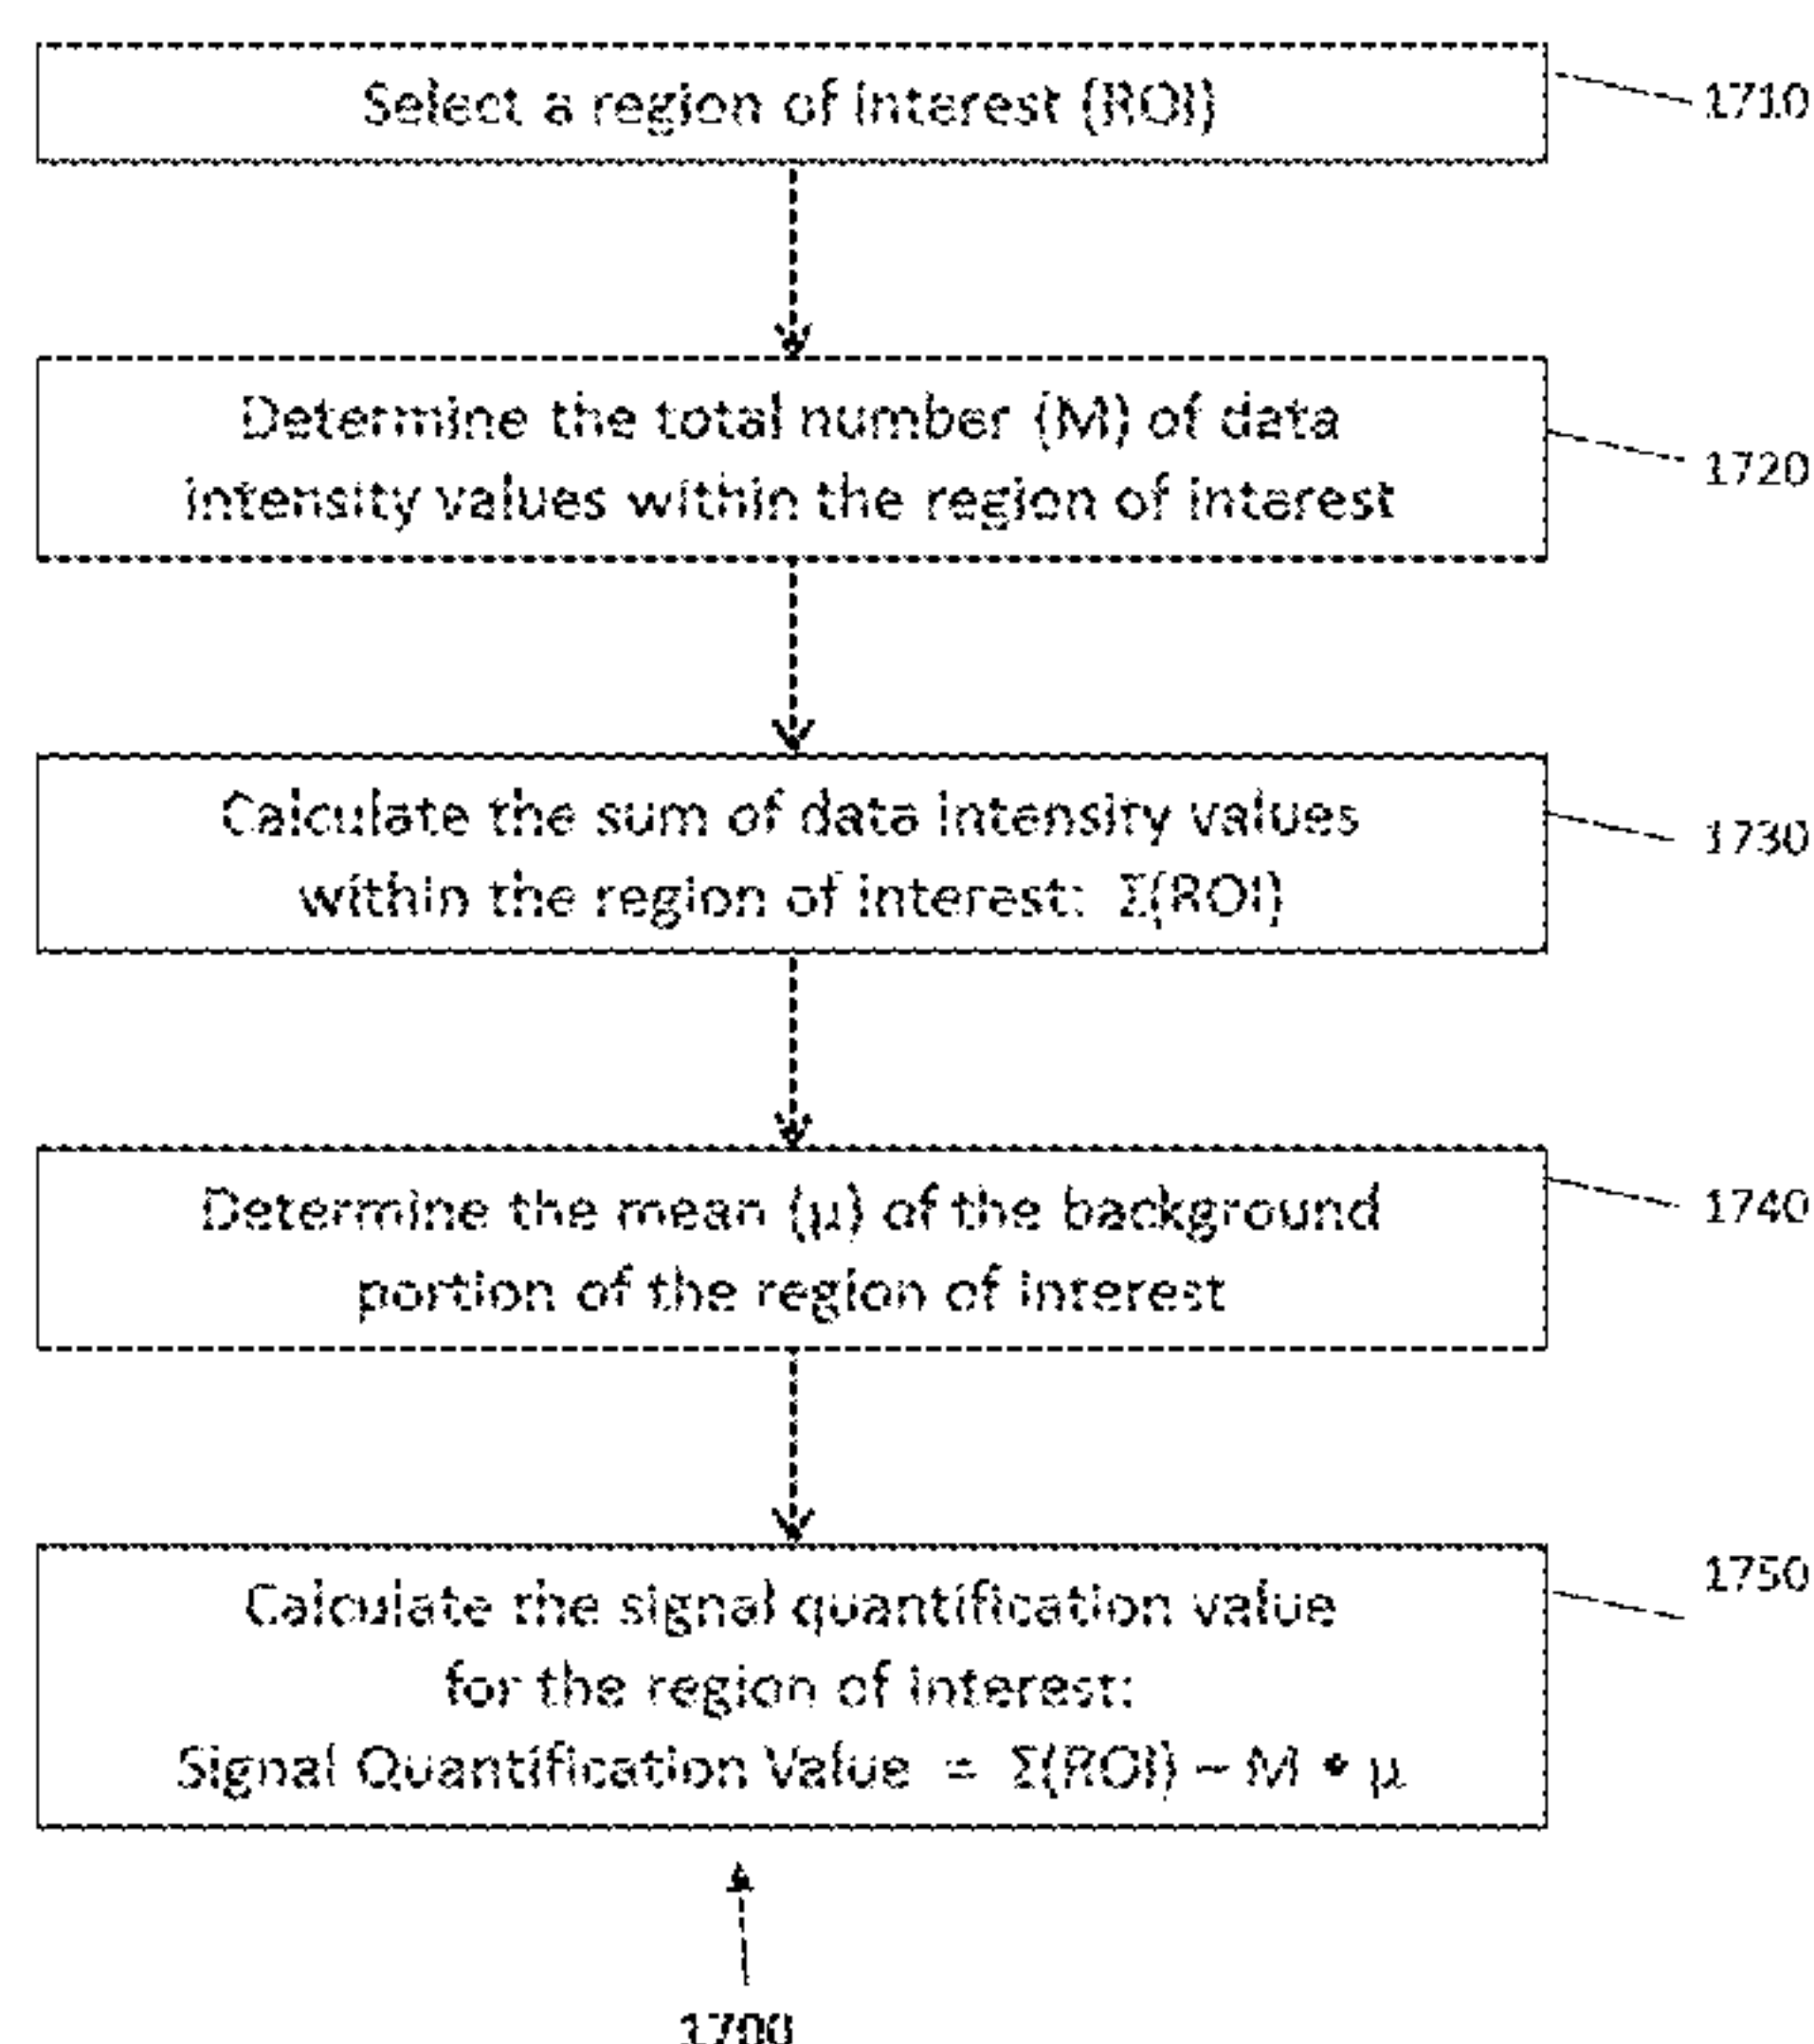 Select a region of interest (ROI)
1710
Determine the total number (M) of data
intensity values within the region of interest
1720
Calculate the sum of data intensity values
within the region of interest: Σ(ROI)
1730
Determine the mean (μ) of the background
portion of the region of interest
1740
Calculate the signal quantification value
for the region of interest:
Signal Quantification Value = Σ(ROI) – M • μ
1750
1700